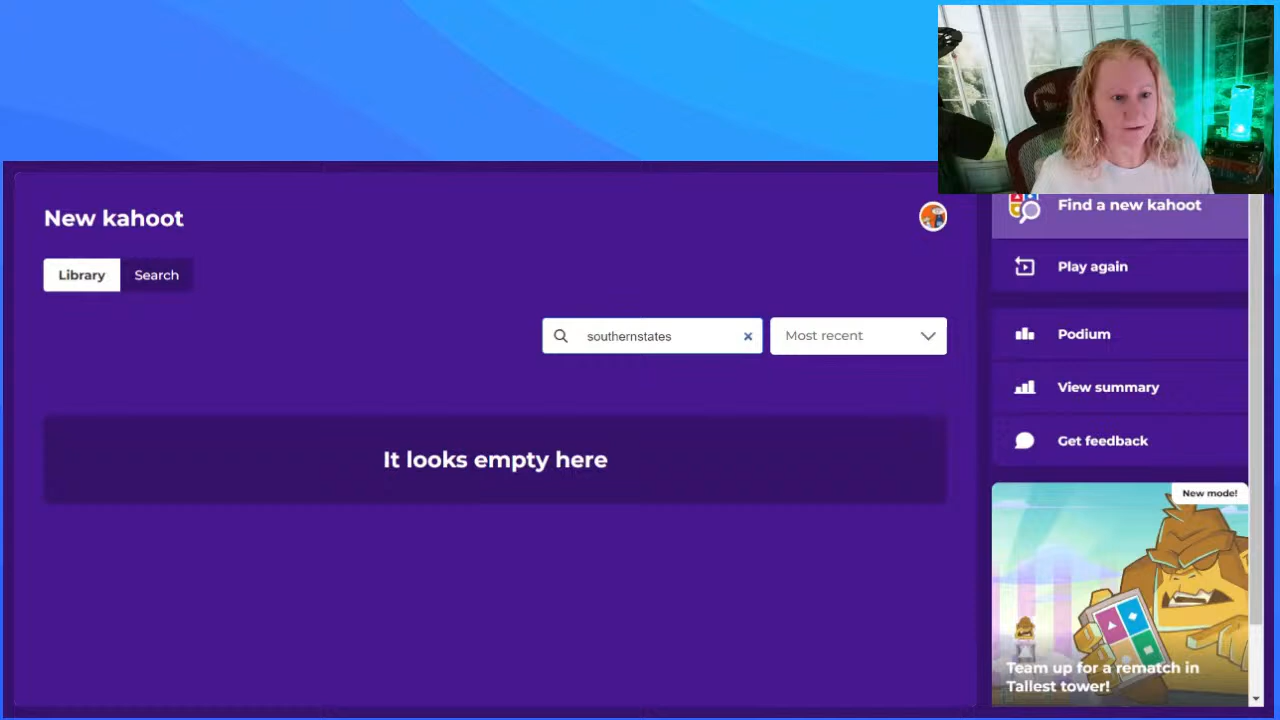 New kahoot
Library
Search
southernstates
Most recent
It looks empty here
Find a new kahoot
Play again
Podium
View summary
Get feedback
New mode!
Team up for a rematch in
Tallest tower!